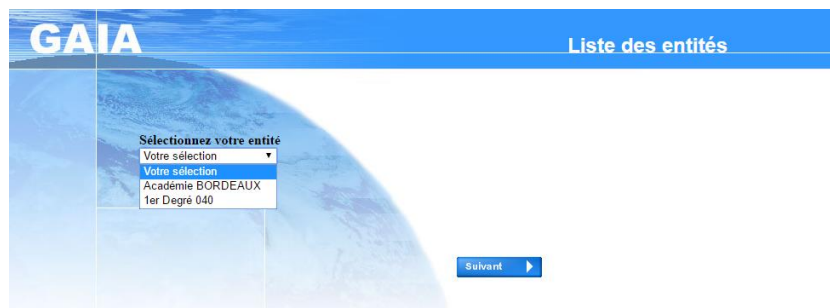 GAIA
Liste des entités
Sélectionnez votre entité
Votre sélection
Votre sélection
Académie BORDEAUX
1er Degré 040
Suivant